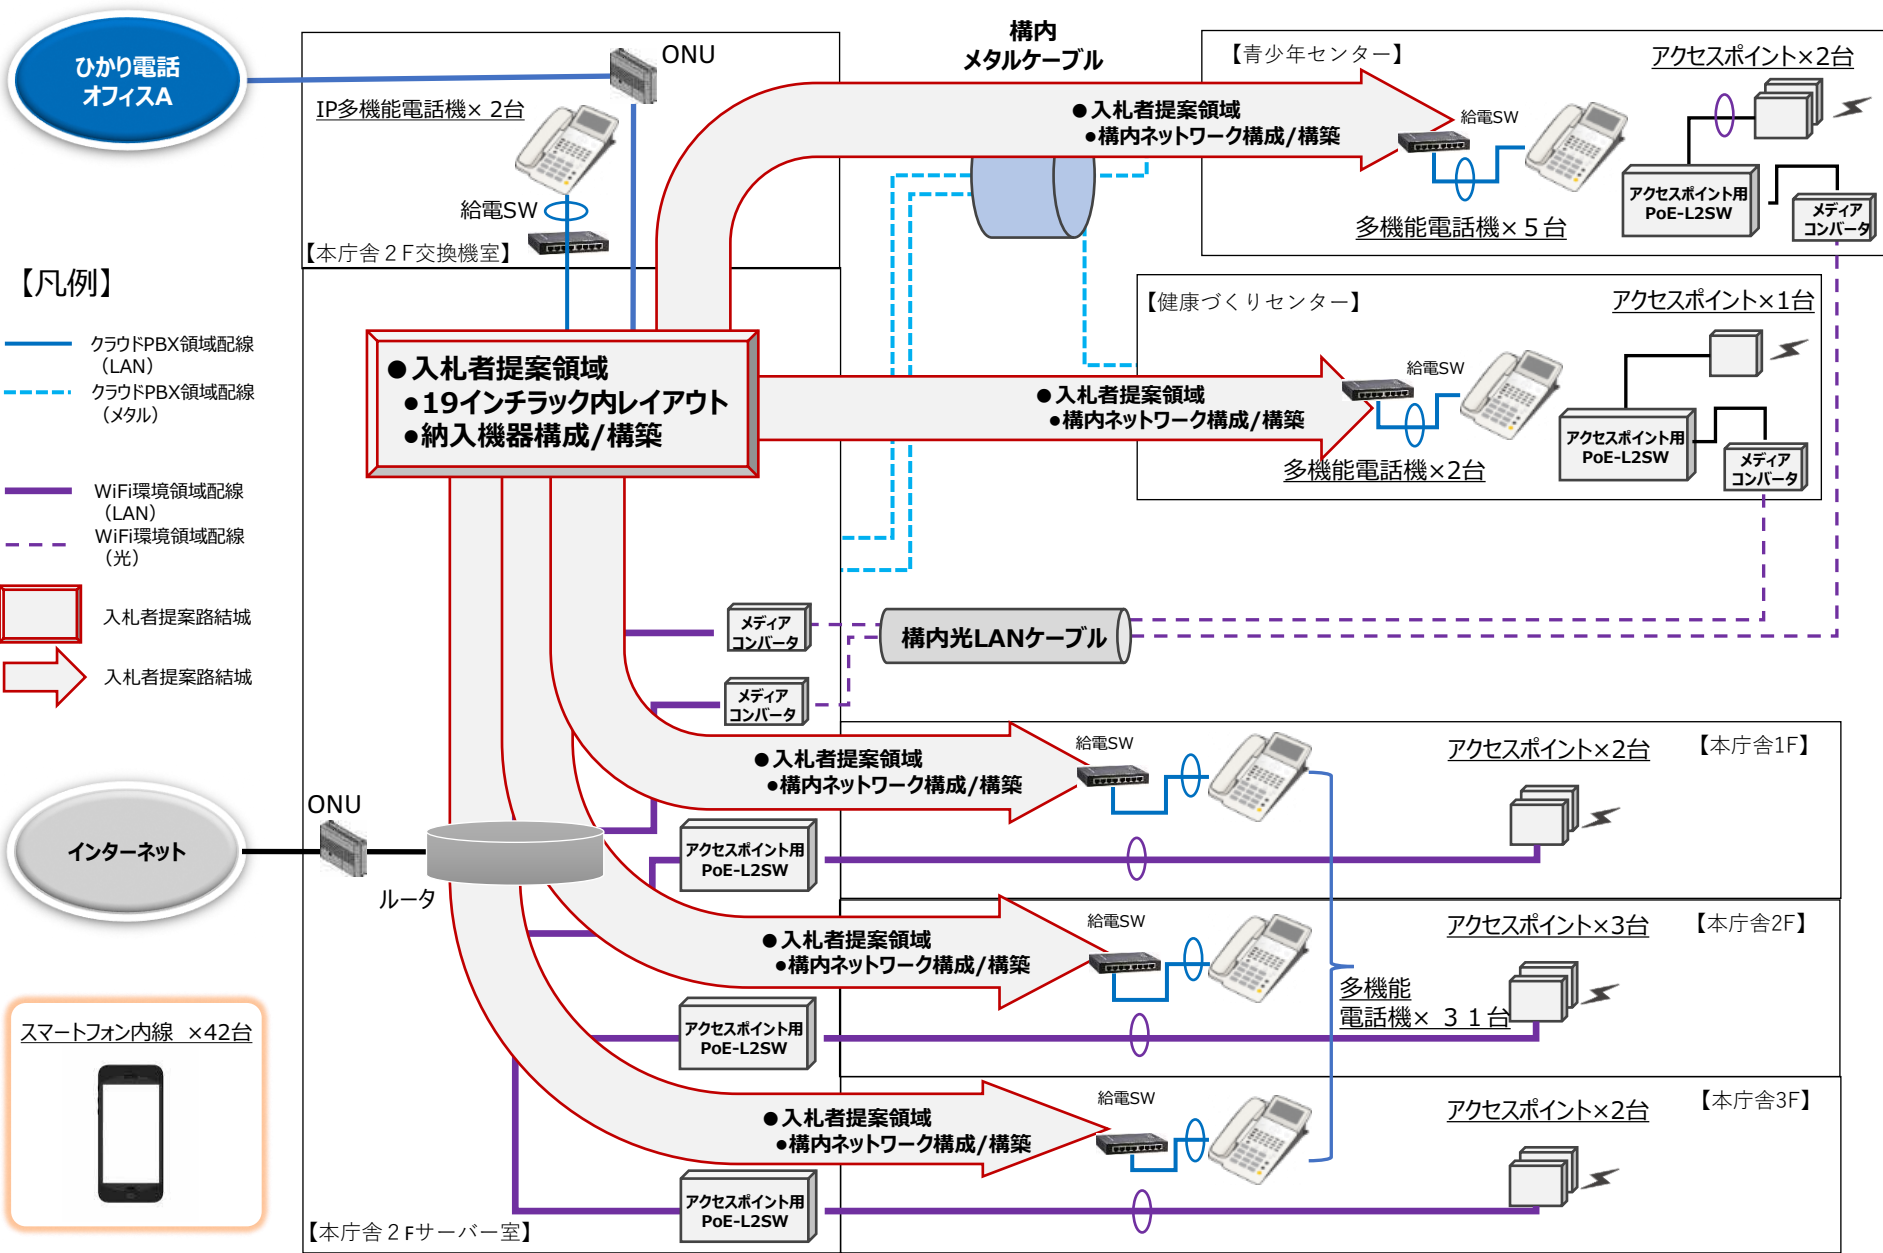 ひかり電話
オフィスA
ONU
IP多機能電話機× 2台
給電SW
【本庁舎２F交換機室】
構内
メタルケーブル
●入札者提案領域
●構内ネットワーク構成/構築
【青少年センター】
アクセスポイント×2台
給電SW
多機能電話機×５台
アクセスポイント用
PoE-L2SW
メディア
コンバータ
【凡例】
クラウドPBX領域配線
（LAN）
クラウドPBX領域配線
（メタル）
WiFi環境領域配線
（LAN）
WiFi環境領域配線
（光）
入札者提案路結城
入札者提案路結城
●入札者提案領域
●19インチラック内レイアウト
●納入機器構成/構築
●入札者提案領域
●構内ネットワーク構成/構築
【健康づくりセンター】
アクセスポイント×1台
給電SW
多機能電話機×2台
アクセスポイント用
PoE-L2SW
メディア
コンバータ
メディア
コンバータ
構内光LANケーブル
メディア
コンバータ
インターネット
ONU
ルータ
●入札者提案領域
●構内ネットワーク構成/構築
給電SW
アクセスポイント×2台
【本庁舎1F】
アクセスポイント用
PoE-L2SW
●入札者提案領域
●構内ネットワーク構成/構築
給電SW
アクセスポイント×3台
【本庁舎2F】
多機能
電話機×３１台
アクセスポイント用
PoE-L2SW
●入札者提案領域
●構内ネットワーク構成/構築
給電SW
アクセスポイント×2台
【本庁舎3F】
アクセスポイント用
PoE-L2SW
【本庁舎２Fサーバー室】
スマートフォン内線 ×42台